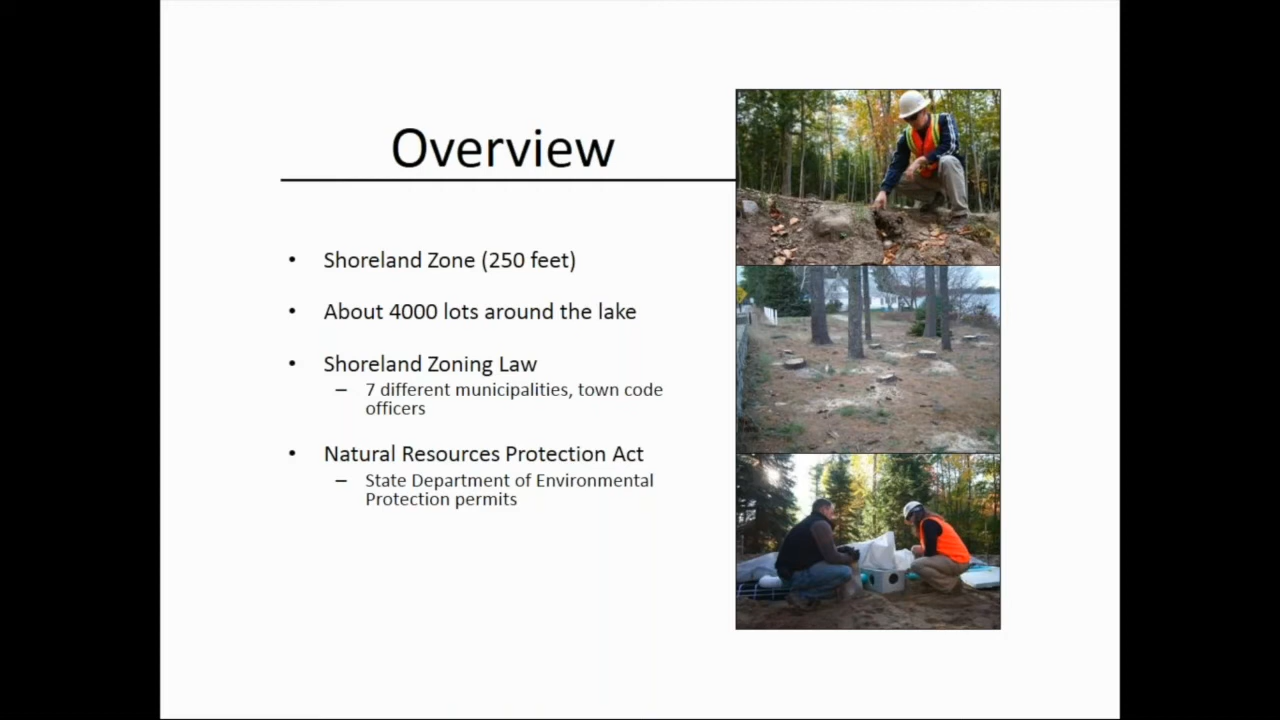 Overview
• Shoreland Zone (250 feet)
• About 4000 lots around the lake
• Shoreland Zoning Law
– 7 different municipalities, town code
officers
• Natural Resources Protection Act
– State Department of Environmental
Protection permits